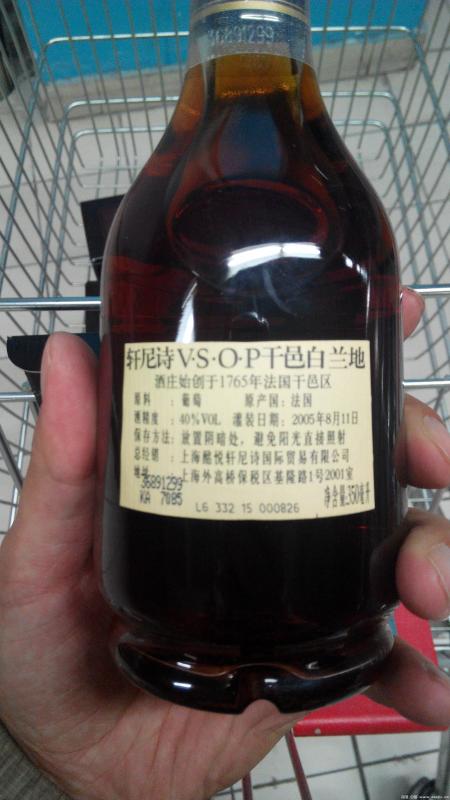 36891299
轩尼诗V·S·O·P干邑白兰地
酒庄始创于1765年法国干邑区
原料 : 葡萄 原产国: 法国
酒精度 : 40%VOL 灌装日期: 2005年8月11日
保存方法: 放置阴暗处, 避免阳光直接照射
总经销 : 上海酩悦轩尼诗国际贸易有限公司
地址 : 上海外高桥保税区基隆路1号2001室
36891299
KA 7085
净含量350毫升
L6 332 15 000826